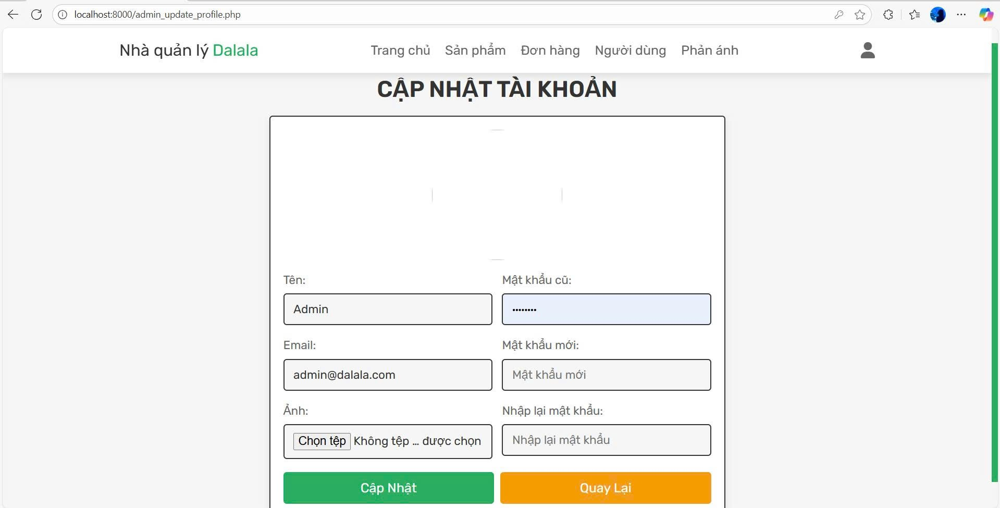 localhost:8000/admin_update_profile.php
Nhà quản lý Dalala
Trang chủ Sản phẩm Đơn hàng Người dùng Phản ánh
CẬP NHẬT TÀI KHOẢN
Tên:
Mật khẩu cũ:
Admin
••••••••
Email:
Mật khẩu mới:
admin@dalala.com
Mật khẩu mới
Ảnh:
Nhập lại mật khẩu:
Chọn tệp Không tệp ... được chọn
Nhập lại mật khẩu
Cập Nhật
Quay Lại